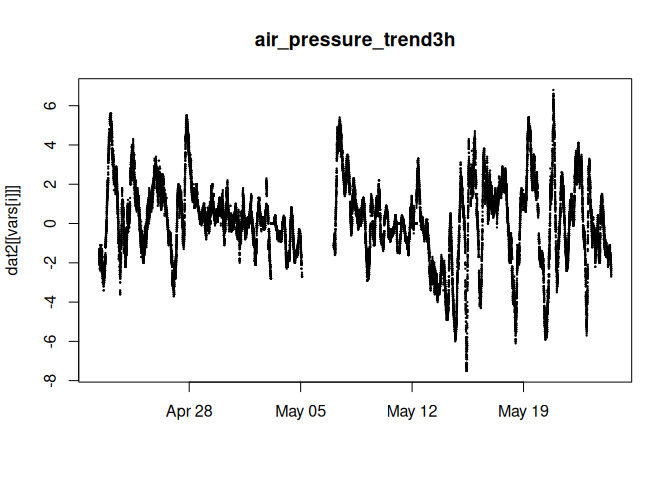 air_pressure_trend3h
dat2[[vars[i]]]
6
4
2
0
-2
-4
-6
-8
Apr 28
May 05
May 12
May 19